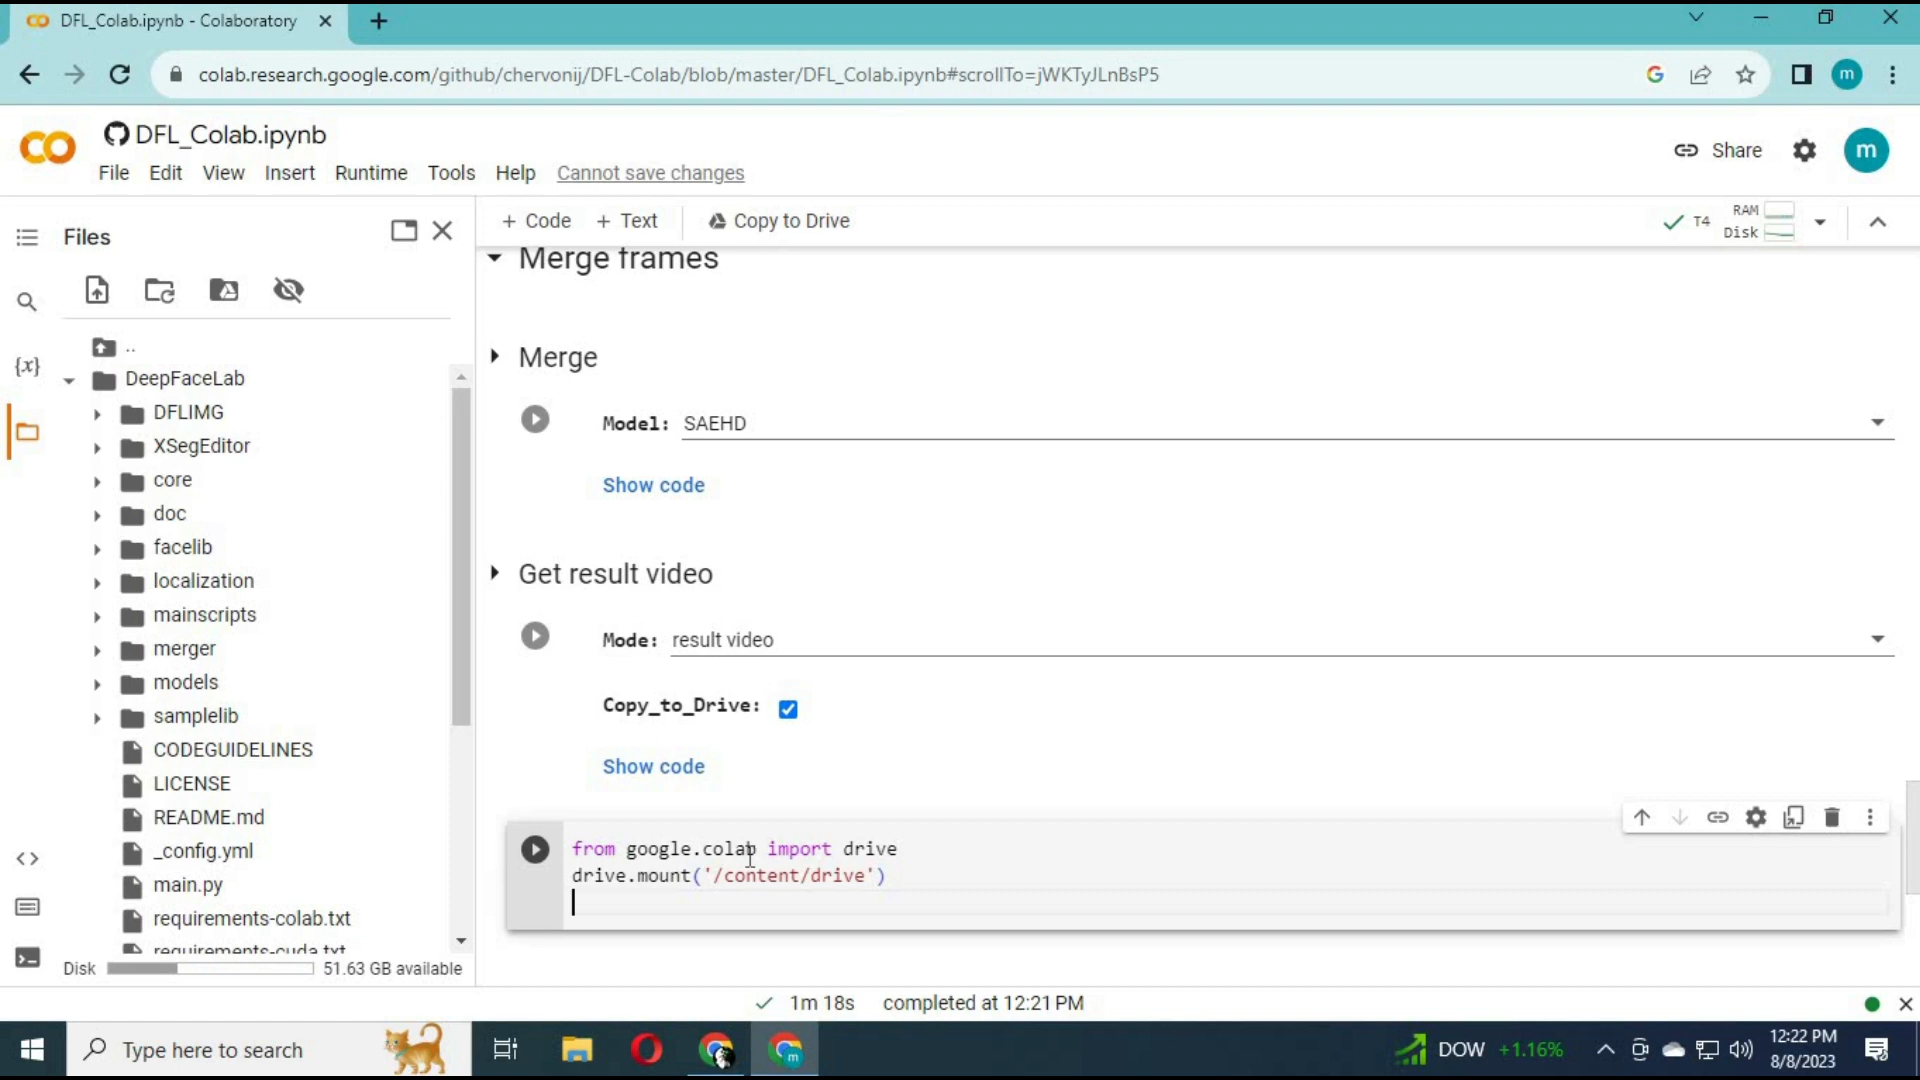 DFL_Colab.ipynb - Colaboratory
colab.research.google.com/github/chervonij/DFL-Colab/blob/master/DFL_Colab.ipynb#scrollTo=jWKTyJLnBsP5
m
DFL_Colab.ipynb
File Edit View Insert Runtime Tools Help Cannot save changes
Share
m
Files
+ Code + Text Copy to Drive
T4 RAM
Disk
..
DeepFaceLab
DFLIMG
XSegEditor
core
doc
facelib
localization
mainscripts
merger
models
samplelib
CODEGUIDELINES
LICENSE
README.md
_config.yml
main.py
requirements-colab.txt
requirements-cuda.txt
Disk 51.63 GB available
Merge frames
Merge
Model: SAEHD
Show code
Get result video
Mode: result video
Copy_to_Drive:
Show code
from google.colab import drive
drive.mount('/content/drive')
1m 18s completed at 12:21 PM
Type here to search
m
DOW +1.16%
12:22 PM
8/8/2023